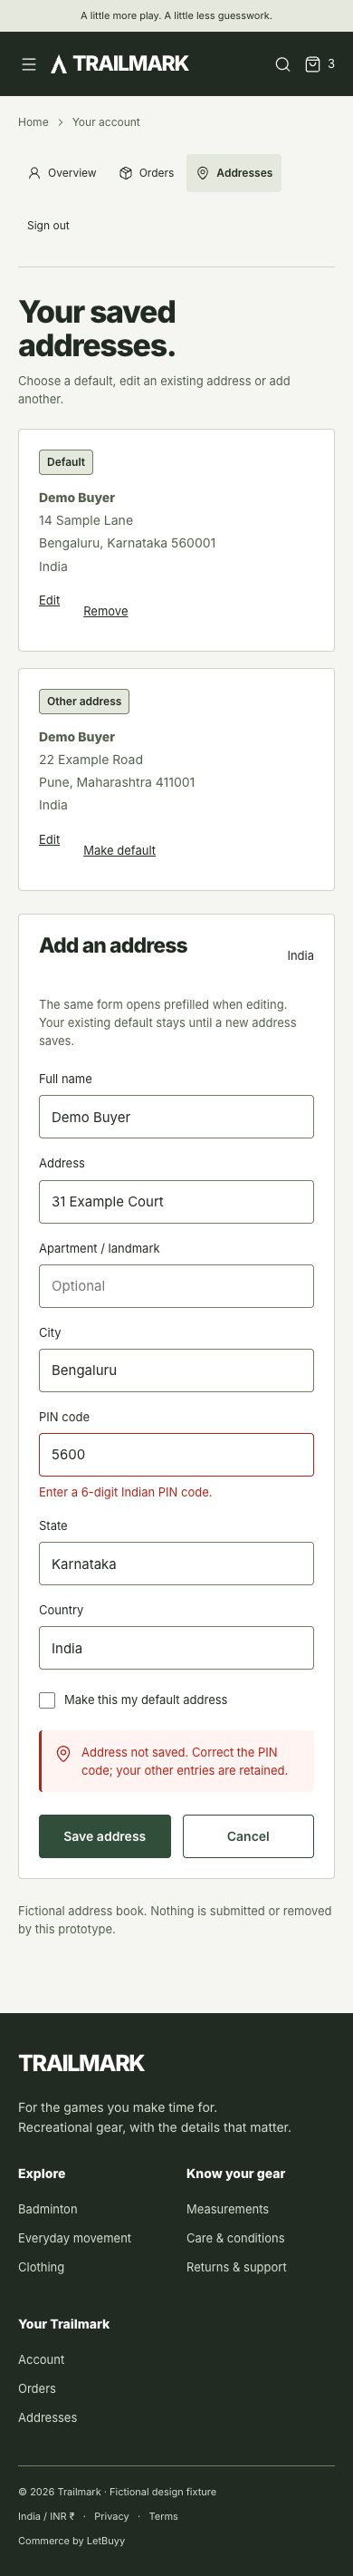 A little more play. A little less guesswork.
TRAILMARK
3
Home > Your account
Overview Orders Addresses
Sign out
Your saved
addresses.
Choose a default, edit an existing address or add
another.
Default
Demo Buyer
14 Sample Lane
Bengaluru, Karnataka 560001
India
Edit
Remove
Other address
Demo Buyer
22 Example Road
Pune, Maharashtra 411001
India
Edit
Make default
Add an address
India
The same form opens prefilled when editing.
Your existing default stays until a new address
saves.
Full name
Demo Buyer
Address
31 Example Court
Apartment / landmark
Optional
City
Bengaluru
PIN code
5600
Enter a 6-digit Indian PIN code.
State
Karnataka
Country
India
Make this my default address
Address not saved. Correct the PIN
code; your other entries are retained.
Save address Cancel
Fictional address book. Nothing is submitted or removed
by this prototype.
TRAILMARK
For the games you make time for.
Recreational gear, with the details that matter.
Explore
Badminton
Everyday movement
Clothing
Know your gear
Measurements
Care & conditions
Returns & support
Your Trailmark
Account
Orders
Addresses
© 2026 Trailmark · Fictional design fixture
India / INR ₹ · Privacy · Terms
Commerce by LetBuyy